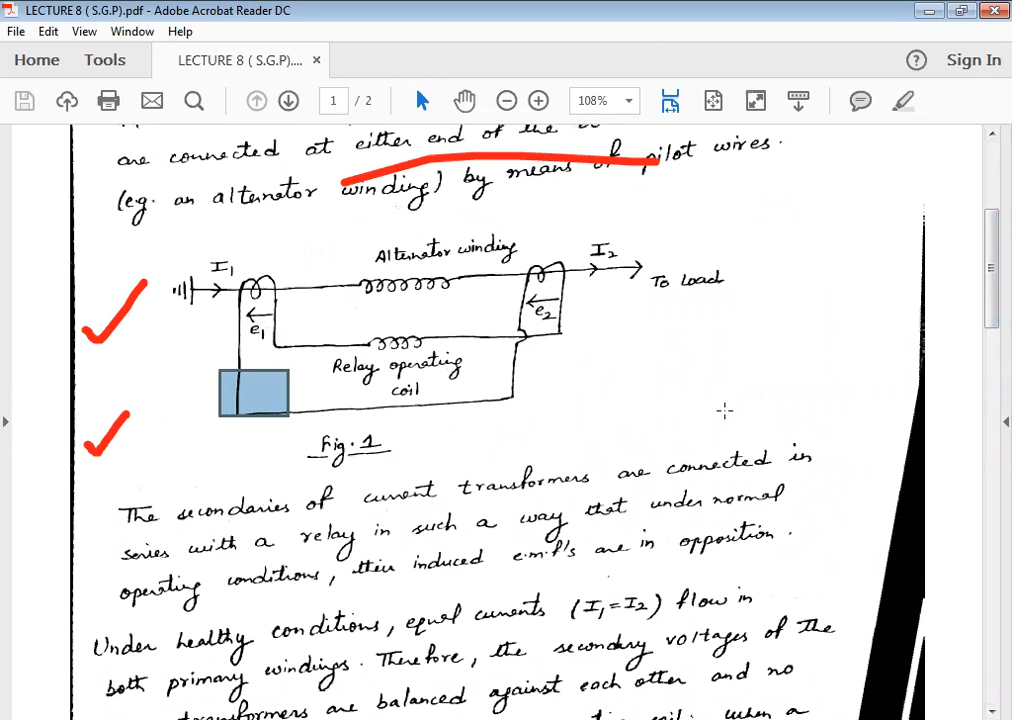 LECTURE 8 ( S.G.P).pdf - Adobe Acrobat Reader DC
File Edit View Window Help
Home Tools LECTURE 8 ( S.G.P).... × ? Sign In
1 / 2 108%
are connected at either end of the
(e.g. an alternator winding) by means of pilot wires.
Alternator winding
I1
I2
To Load
e1
e2
Relay operating
coil
Fig. 1
The secondaries of current transformers are connected in
series with a relay in such a way that under normal
operating conditions, their induced e.m.f's are in opposition.
Under healthy conditions, equal currents (I1=I2) flow in
both primary windings. Therefore, the secondary voltages of the
transformers are balanced against each other and no
coil. When a